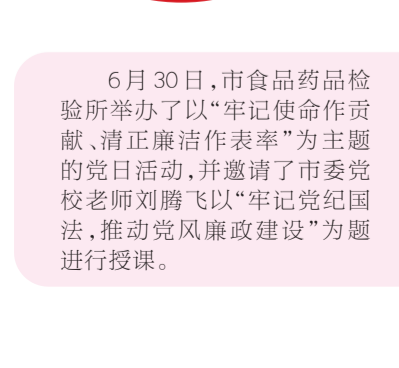 6月30日,市食品药品检
验所举办了以“牢记使命作贡
献、清正廉洁作表率”为主题
的党日活动,并邀请了市委党
校老师刘腾飞以“牢记党纪国
法,推动党风廉政建设”为题
进行授课。